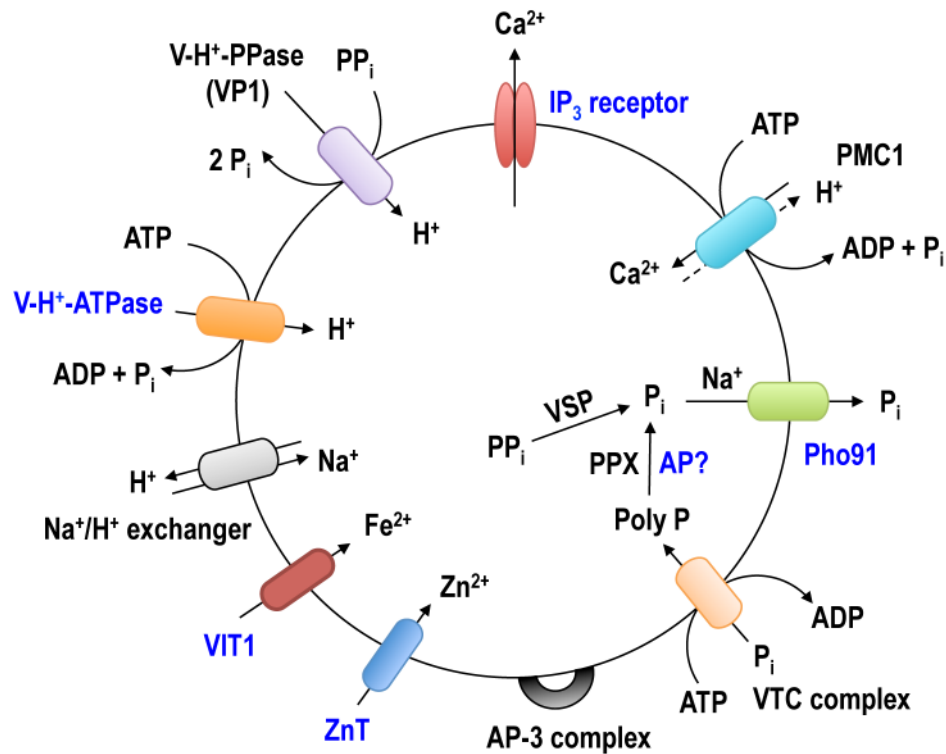 Ca²⁺
V-H⁺-PPase
(VP1)
PPᵢ
IP₃ receptor
ATP
PMC1
2 Pᵢ
H⁺
H⁺
ATP
ADP + Pᵢ
Ca²⁺
V-H⁺-ATPase
H⁺
ADP + Pᵢ
Na⁺
VSP
Pᵢ
Pᵢ
PPᵢ
PPX
AP?
Pho91
H⁺
Na⁺
Na⁺/H⁺ exchanger
Poly P
Fe²⁺
Zn²⁺
ADP
VIT1
Pᵢ
ATP
VTC complex
ZnT
AP-3 complex